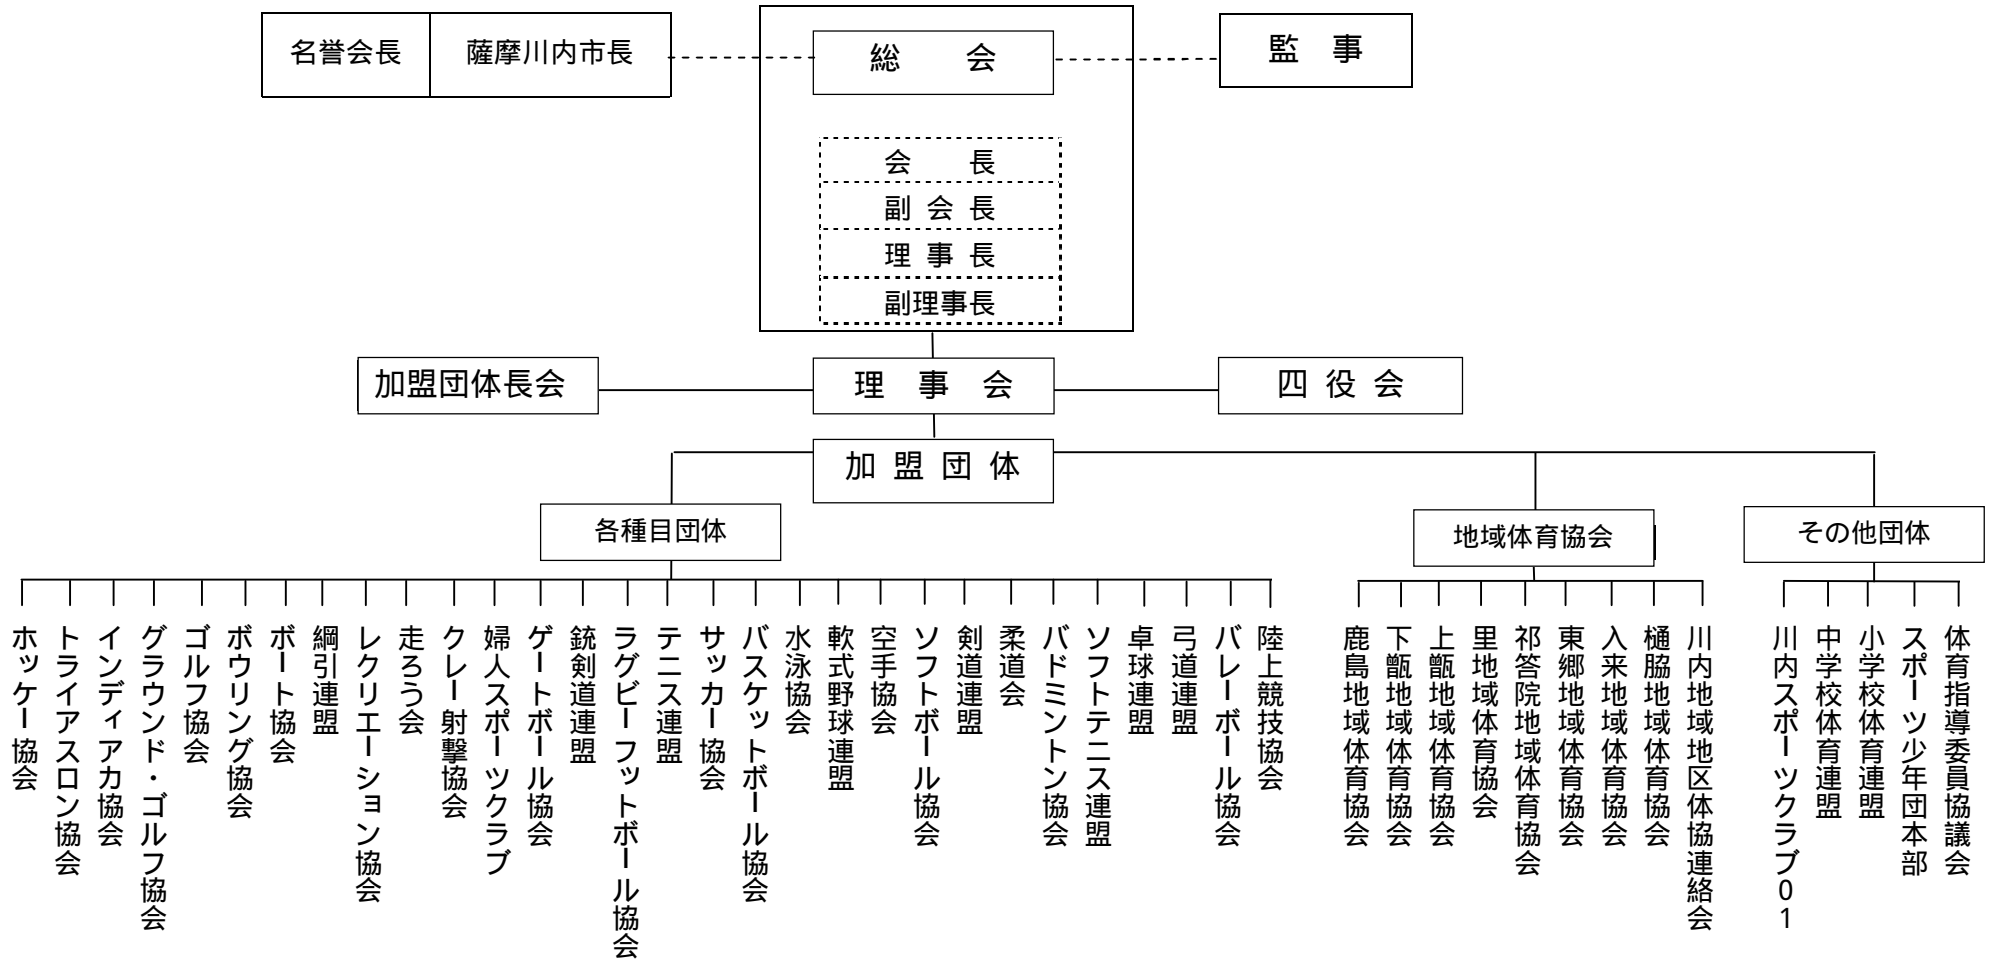 名誉会長
薩摩川内市長
総　　会
監　事
会　　長
副 会 長
理 事 長
副理事長
加盟団体長会
理　事　会
四 役 会
加 盟 団 体
各種目団体
地域体育協会
その他団体
陸上競技協会
バレーボール協会
弓道連盟
卓球連盟
ソフトテニス連盟
バドミントン協会
柔道会
剣道連盟
ソフトボール協会
空手協会
軟式野球連盟
水泳協会
バスケットボール協会
サッカー協会
テニス連盟
ラグビーフットボール協会
銃剣道連盟
ゲートボール協会
婦人スポーツクラブ
クレー射撃協会
走ろう会
レクリエーション協会
綱引連盟
ボート協会
ボウリング協会
ゴルフ協会
グラウンド・ゴルフ協会
インディアカ協会
トライアスロン協会
ホッケー協会
川内地域地区体協連絡会
樋脇地域体育協会
入来地域体育協会
東郷地域体育協会
祁答院地域体育協会
里地域体育協会
上甑地域体育協会
下甑地域体育協会
鹿島地域体育協会
体育指導委員協議会
スポーツ少年団本部
小学校体育連盟
中学校体育連盟
川内スポーツクラブ01